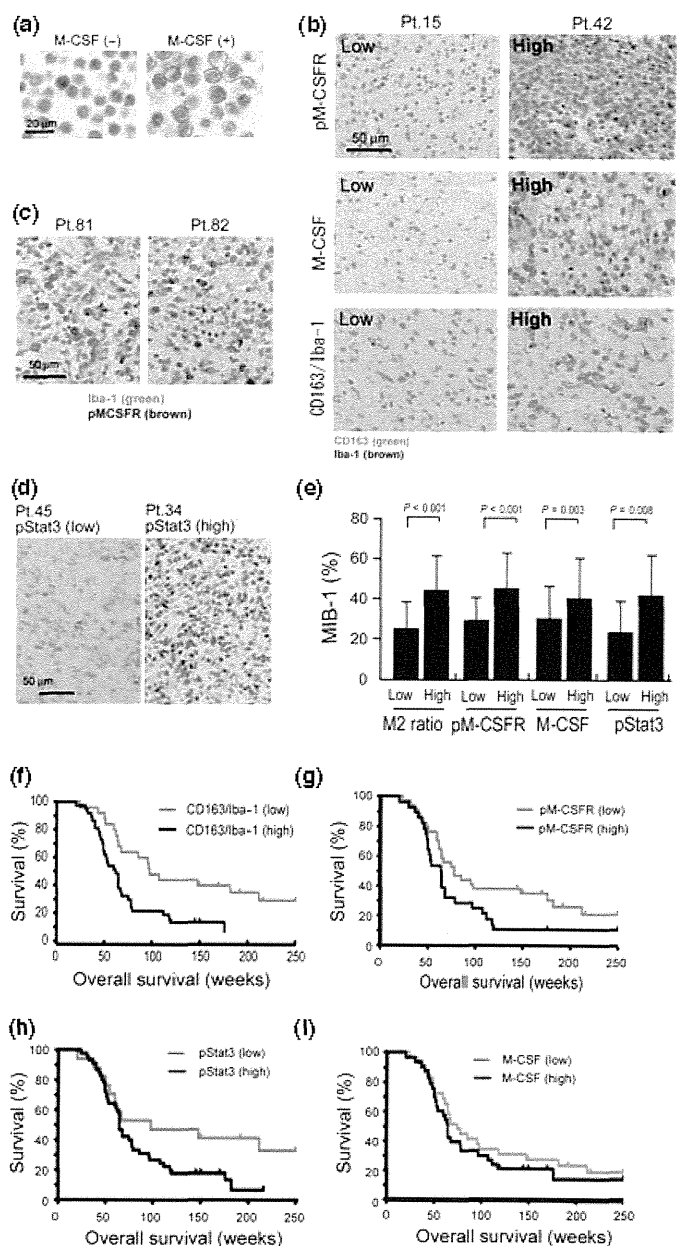 (a)
M-CSF (–) M-CSF (+)
20 μm
(b)
Pt.15 Pt.42
pM-CSFR
Low High
50 μm
M-CSF
Low High
CD163/Iba-1
Low High
CD163 (green)
Iba-1 (brown)
(c)
Pt.81 Pt.82
50 μm
Iba-1 (green)
pMCSFR (brown)
(d)
Pt.45 Pt.34
pStat3 (low) pStat3 (high)
50 μm
(e)
P < 0.001 P < 0.001 P = 0.003 P = 0.008
MIB-1 (%)
80
60
40
20
0
Low High Low High Low High Low High
M2 ratio pM-CSFR M-CSF pStat3
(f)
CD163/Iba-1 (low)
CD163/Iba-1 (high)
Survival (%)
100
80
60
40
20
0
0 50 100 150 200 250
Overall survival (weeks)
(g)
pM-CSFR (low)
pM-CSFR (high)
Survival (%)
100
80
60
40
20
0
0 50 100 150 200 250
Overall survival (weeks)
(h)
pStat3 (low)
pStat3 (high)
Survival (%)
100
80
60
40
20
0
0 50 100 150 200 250
Overall survival (weeks)
(i)
M-CSF (low)
M-CSF (high)
Survival (%)
100
80
60
40
20
0
0 50 100 150 200 250
Overall survival (weeks)